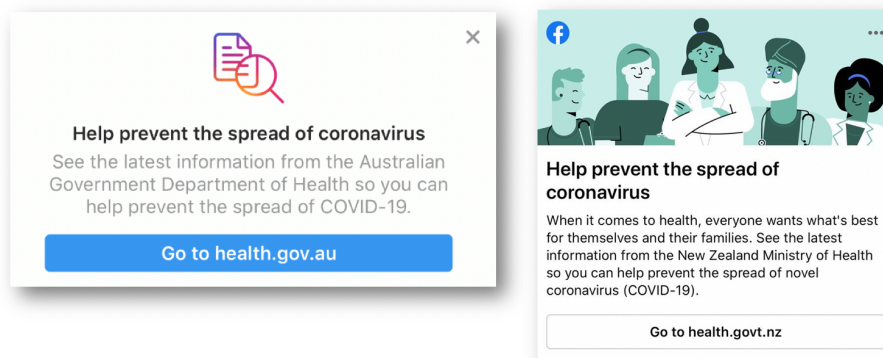 Help prevent the spread of coronavirus
See the latest information from the Australian
Government Department of Health so you can
help prevent the spread of COVID-19.
Go to health.gov.au
Help prevent the spread of
coronavirus
When it comes to health, everyone wants what's best
for themselves and their families. See the latest
information from the New Zealand Ministry of Health
so you can help prevent the spread of novel
coronavirus (COVID-19).
Go to health.govt.nz